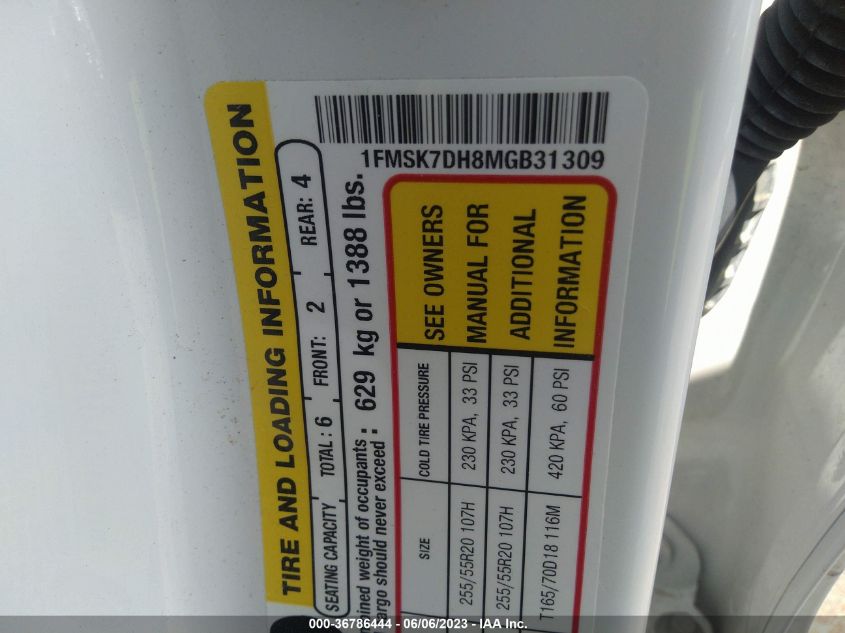 TIRE AND LOADING INFORMATION
SEATING CAPACITY TOTAL: 6 FRONT: 2 REAR: 4
weight of occupants : 629 kg or 1388 lbs.
should never exceed :
1FMSK7DH8MGB31309
SIZE COLD TIRE PRESSURE
255/55R20 107H 230 KPA, 33 PSI
255/55R20 107H 230 KPA, 33 PSI
T165/70D18 116M 420 KPA, 60 PSI
SEE OWNERS
MANUAL FOR
ADDITIONAL
INFORMATION
000-36786444 - 06/06/2023 - IAA, Inc.